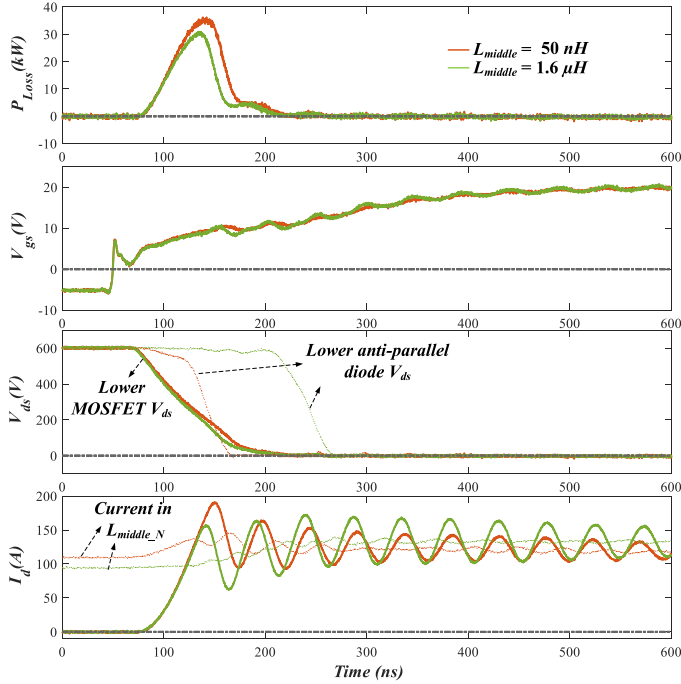 40
30
20
10
0
-10
P_Loss(kW)
L_middle = 50 nH
L_middle = 1.6 μH
0 100 200 300 400 500 600
20
10
0
-10
V_gs(V)
0 100 200 300 400 500 600
600
400
200
0
V_ds(V)
Lower
MOSFET V_ds
Lower anti-parallel
diode V_ds
0 100 200 300 400 500 600
200
150
100
50
0
I_d(A)
Current in
L_middle_N
0 100 200 300 400 500 600
Time (ns)